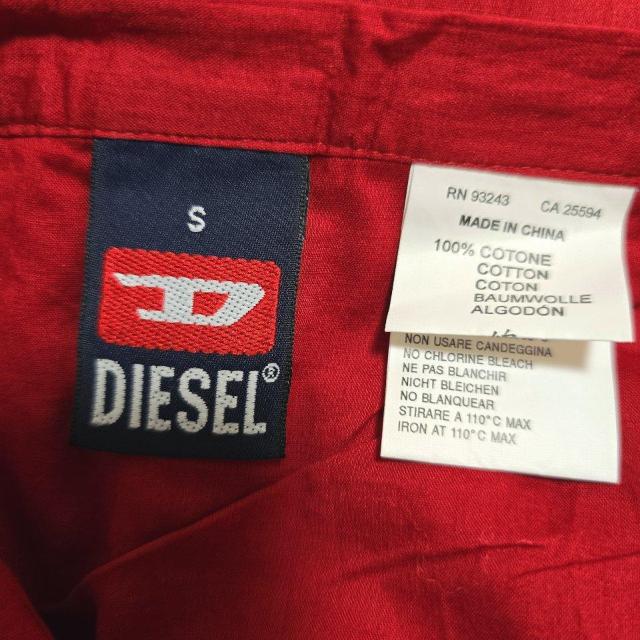 S
D
DIESEL®
RN 93243 CA 25594
MADE IN CHINA
100% COTONE
COTTON
COTON
BAUMWOLLE
ALGODÓN
NON USARE CANDEGGINA
NO CHLORINE BLEACH
NE PAS BLANCHIR
NICHT BLEICHEN
NO BLANQUEAR
STIRARE A 110°C MAX
IRON AT 110°C MAX